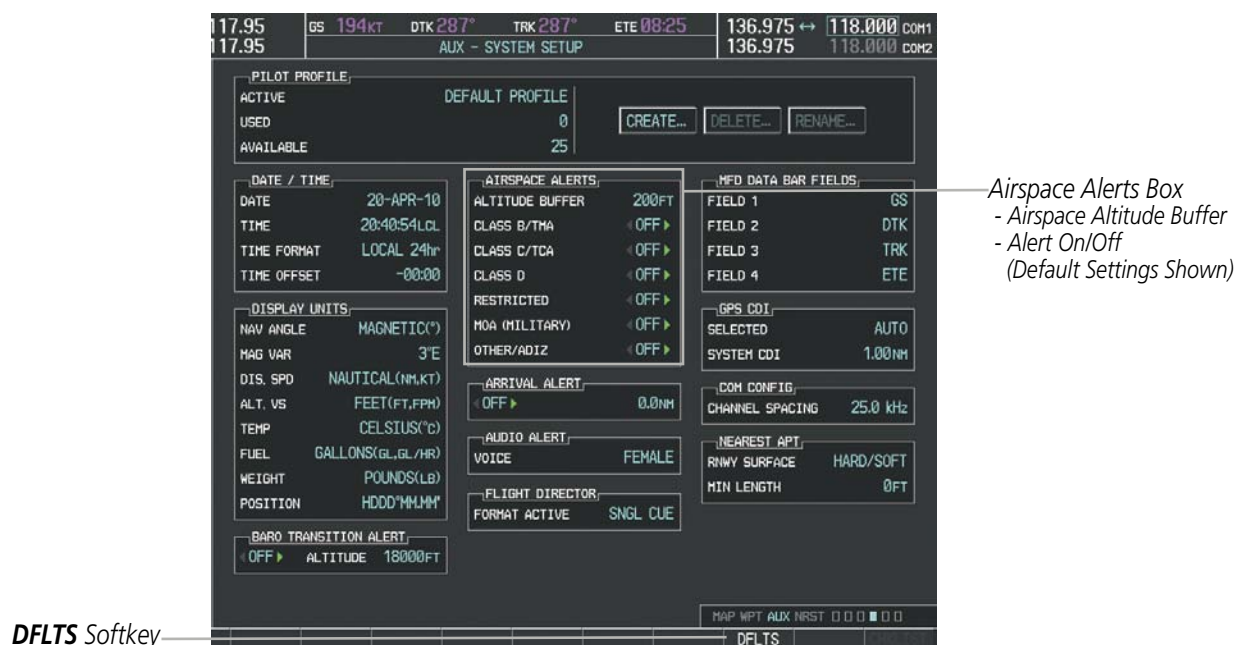 117.95 GS 194KT DTK 287° TRK 287° ETE 08:25 136.975 ↔ 118.000 COM1
117.95 AUX – SYSTEM SETUP 136.975 118.000 COM2
PILOT PROFILE
ACTIVE DEFAULT PROFILE
USED 0 CREATE... DELETE... RENAME...
AVAILABLE 25
DATE / TIME
DATE 20-APR-10
TIME 20:40:54LCL
TIME FORMAT LOCAL 24hr
TIME OFFSET -00:00
DISPLAY UNITS
NAV ANGLE MAGNETIC(°)
MAG VAR 3°E
DIS, SPD NAUTICAL(NM,KT)
ALT, VS FEET(FT,FPM)
TEMP CELSIUS(°C)
FUEL GALLONS(GL,GL/HR)
WEIGHT POUNDS(LB)
POSITION HDDD°MM.MM'
BARO TRANSITION ALERT
OFF ALTITUDE 18000FT
AIRSPACE ALERTS
ALTITUDE BUFFER 200FT
CLASS B/TMA OFF
CLASS C/TCA OFF
CLASS D OFF
RESTRICTED OFF
MOA (MILITARY) OFF
OTHER/ADIZ OFF
ARRIVAL ALERT
OFF 0.0NM
AUDIO ALERT
VOICE FEMALE
FLIGHT DIRECTOR
FORMAT ACTIVE SNGL CUE
MFD DATA BAR FIELDS
FIELD 1 GS
FIELD 2 DTK
FIELD 3 TRK
FIELD 4 ETE
GPS CDI
SELECTED AUTO
SYSTEM CDI 1.00NM
COM CONFIG
CHANNEL SPACING 25.0 kHz
NEAREST APT
RNWY SURFACE HARD/SOFT
MIN LENGTH 0FT
MAP WPT AUX NRST
DFLTS
Airspace Alerts Box
- Airspace Altitude Buffer
- Alert On/Off
(Default Settings Shown)
DFLTS Softkey